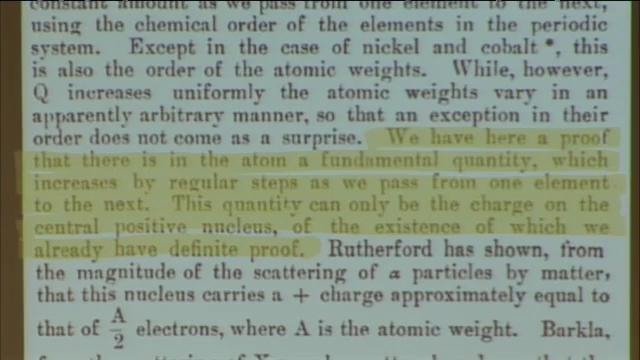 constant amount as we pass from one element to the next,
using the chemical order of the elements in the periodic
system. Except in the case of nickel and cobalt *, this
is also the order of the atomic weights. While, however,
Q increases uniformly the atomic weights vary in an
apparently arbitrary manner, so that an exception in their
order does not come as a surprise. We have here a proof
that there is in the atom a fundamental quantity, which
increases by regular steps as we pass from one element
to the next. This quantity can only be the charge on the
central positive nucleus, of the existence of which we
already have definite proof. Rutherford has shown, from
the magnitude of the scattering of α particles by matter,
that this nucleus carries a + charge approximately equal to
that of A/2 electrons, where A is the atomic weight. Barkla,